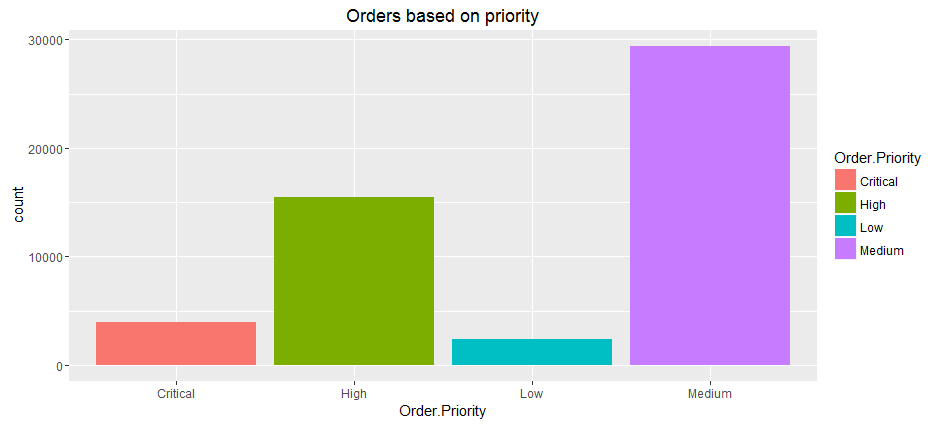 Orders based on priority
30000
20000
10000
0
count
Critical
High
Low
Medium
Order.Priority
Order.Priority
Critical
High
Low
Medium